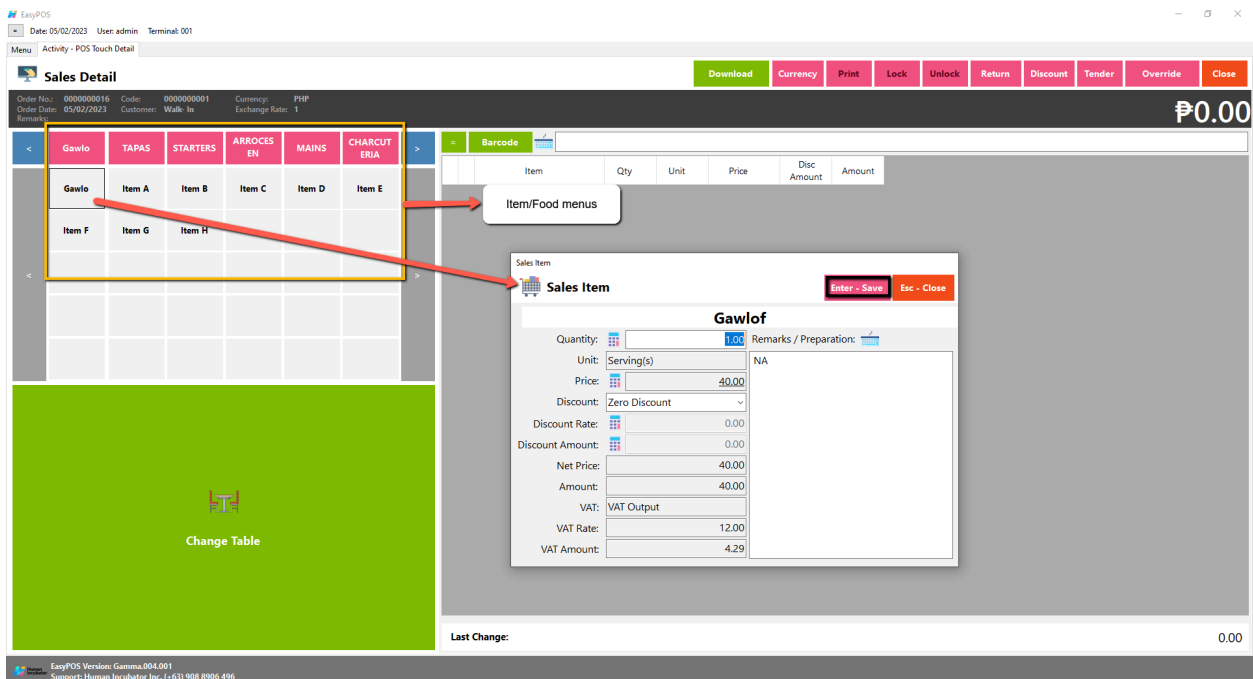 EasyPOS
Date: 05/02/2023 User: admin Terminal: 001
Menu Activity - POS Touch Detail
Sales Detail
Download Currency Print Lock Unlock Return Discount Tender Override Close
Order No.: 0000000016 Code: 0000000001 Currency: PHP
Order Date: 05/02/2023 Customer: Walk- In Exchange Rate: 1
Remarks:
₱0.00
< Gawlo TAPAS STARTERS ARROCES EN MAINS CHARCUT ERIA >
= Barcode
Item Qty Unit Price Disc Amount Amount
Gawlo Item A Item B Item C Item D Item E
Item/Food menus
Item F Item G Item H
< >
Sales Item
Sales Item
Enter - Save Esc - Close
Gawlof
Quantity: 1.00 Remarks / Preparation:
Unit: Serving(s) NA
Price: 40.00
Discount: Zero Discount
Discount Rate: 0.00
Discount Amount: 0.00
Net Price: 40.00
Amount: 40.00
VAT: VAT Output
VAT Rate: 12.00
VAT Amount: 4.29
Change Table
Last Change: 0.00
Human Incubator
EasyPOS Version: Gamma.004.001
Support: Human Incubator Inc. (+63) 908 8906 496